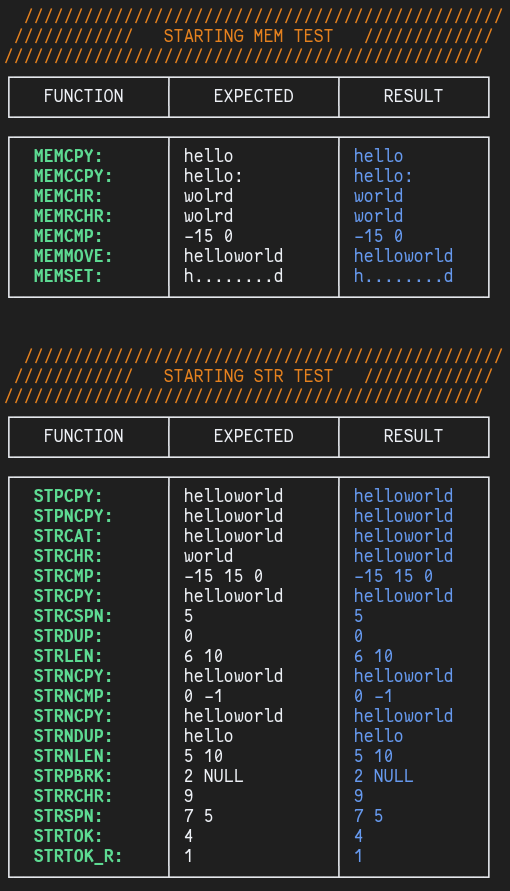 ////////////////////////////////////////////////
////////////   STARTING MEM TEST   /////////////
////////////////////////////////////////////////
FUNCTION EXPECTED RESULT
MEMCPY: hello hello
MEMCCPY: hello: hello:
MEMCHR: wolrd world
MEMRCHR: wolrd world
MEMCMP: -15 0 -15 0
MEMMOVE: helloworld helloworld
MEMSET: h........d h........d
////////////////////////////////////////////////
////////////   STARTING STR TEST   /////////////
////////////////////////////////////////////////
FUNCTION EXPECTED RESULT
STPCPY: helloworld helloworld
STPNCPY: helloworld helloworld
STRCAT: helloworld helloworld
STRCHR: world helloworld
STRCMP: -15 15 0 -15 15 0
STRCPY: helloworld helloworld
STRCSPN: 5 5
STRDUP: 0 0
STRLEN: 6 10 6 10
STRNCPY: helloworld helloworld
STRNCMP: 0 -1 0 -1
STRNCPY: helloworld helloworld
STRNDUP: hello hello
STRNLEN: 5 10 5 10
STRPBRK: 2 NULL 2 NULL
STRRCHR: 9 9
STRSPN: 7 5 7 5
STRTOK: 4 4
STRTOK_R: 1 1